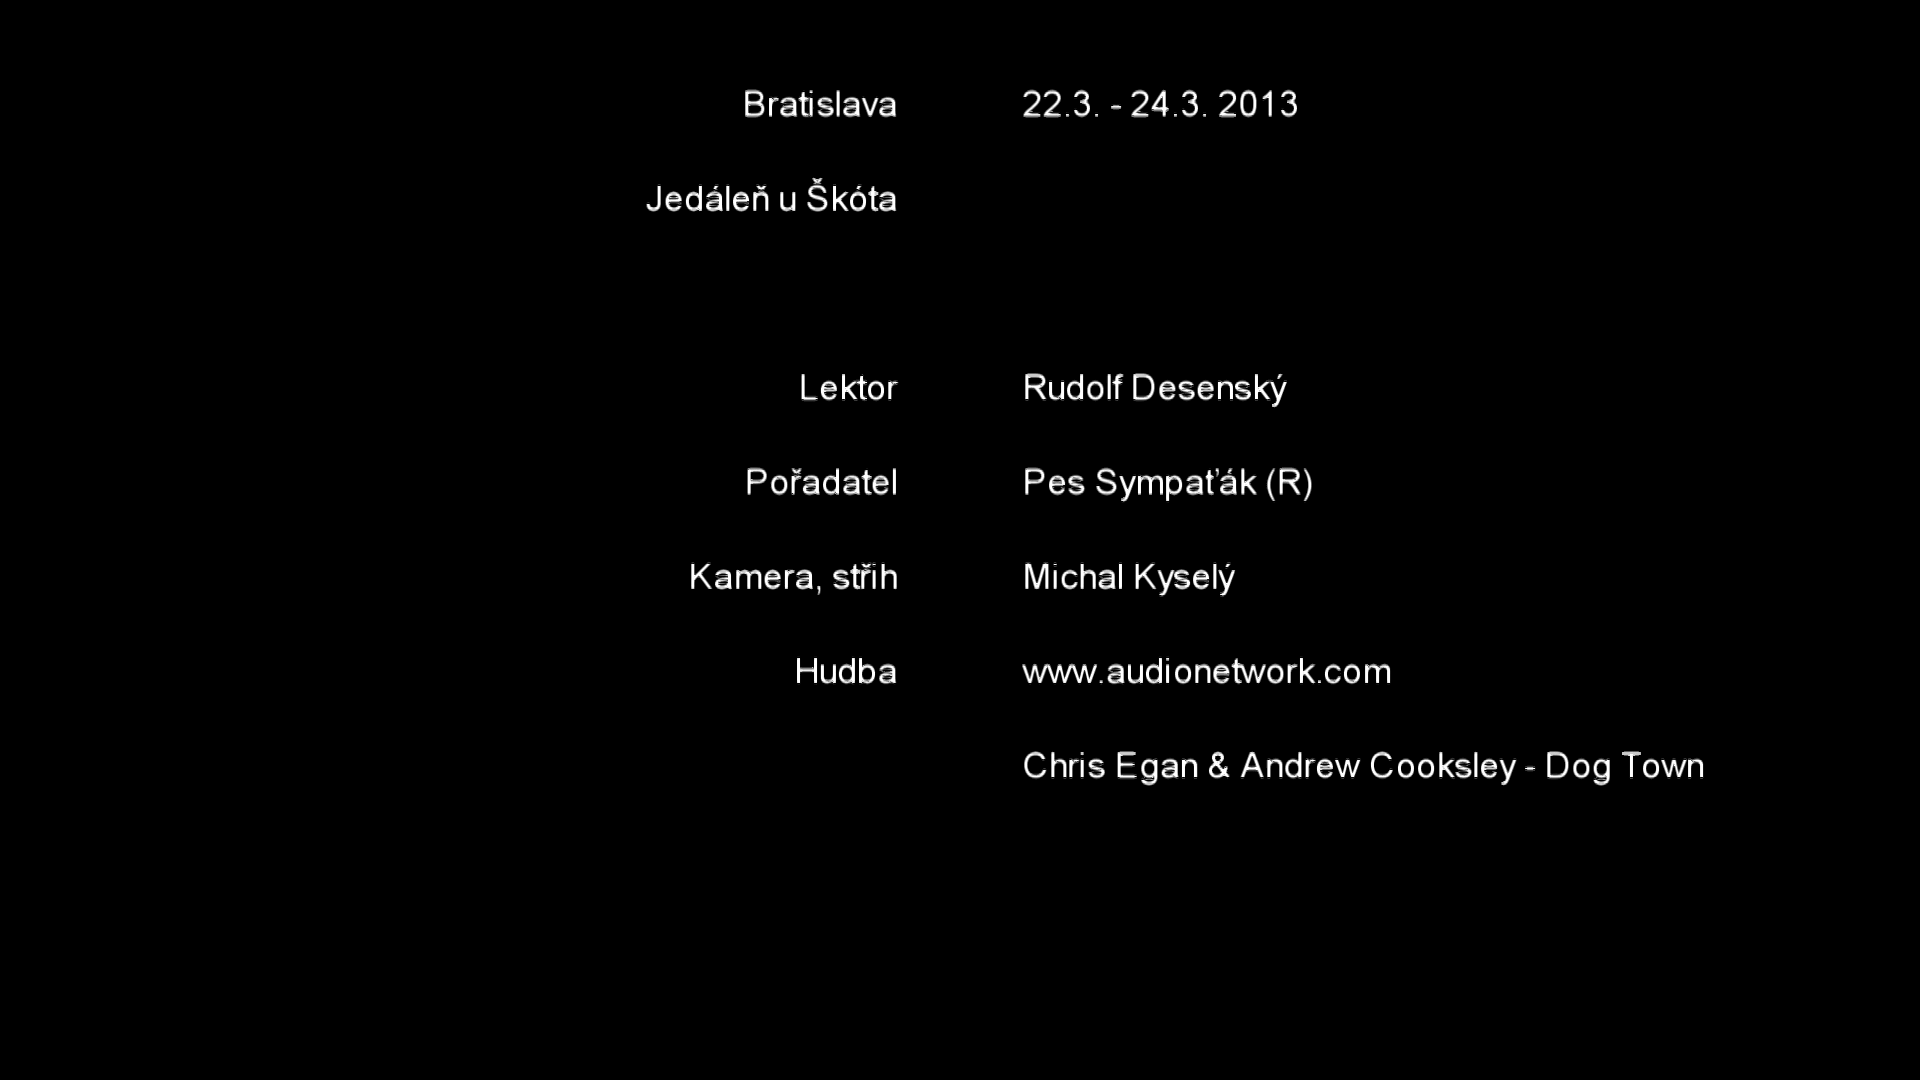 Bratislava 22.3. - 24.3. 2013
Jedáleň u Škóta
Lektor Rudolf Desenský
Pořadatel Pes Sympaťák (R)
Kamera, střih Michal Kyselý
Hudba www.audionetwork.com
Chris Egan & Andrew Cooksley - Dog Town